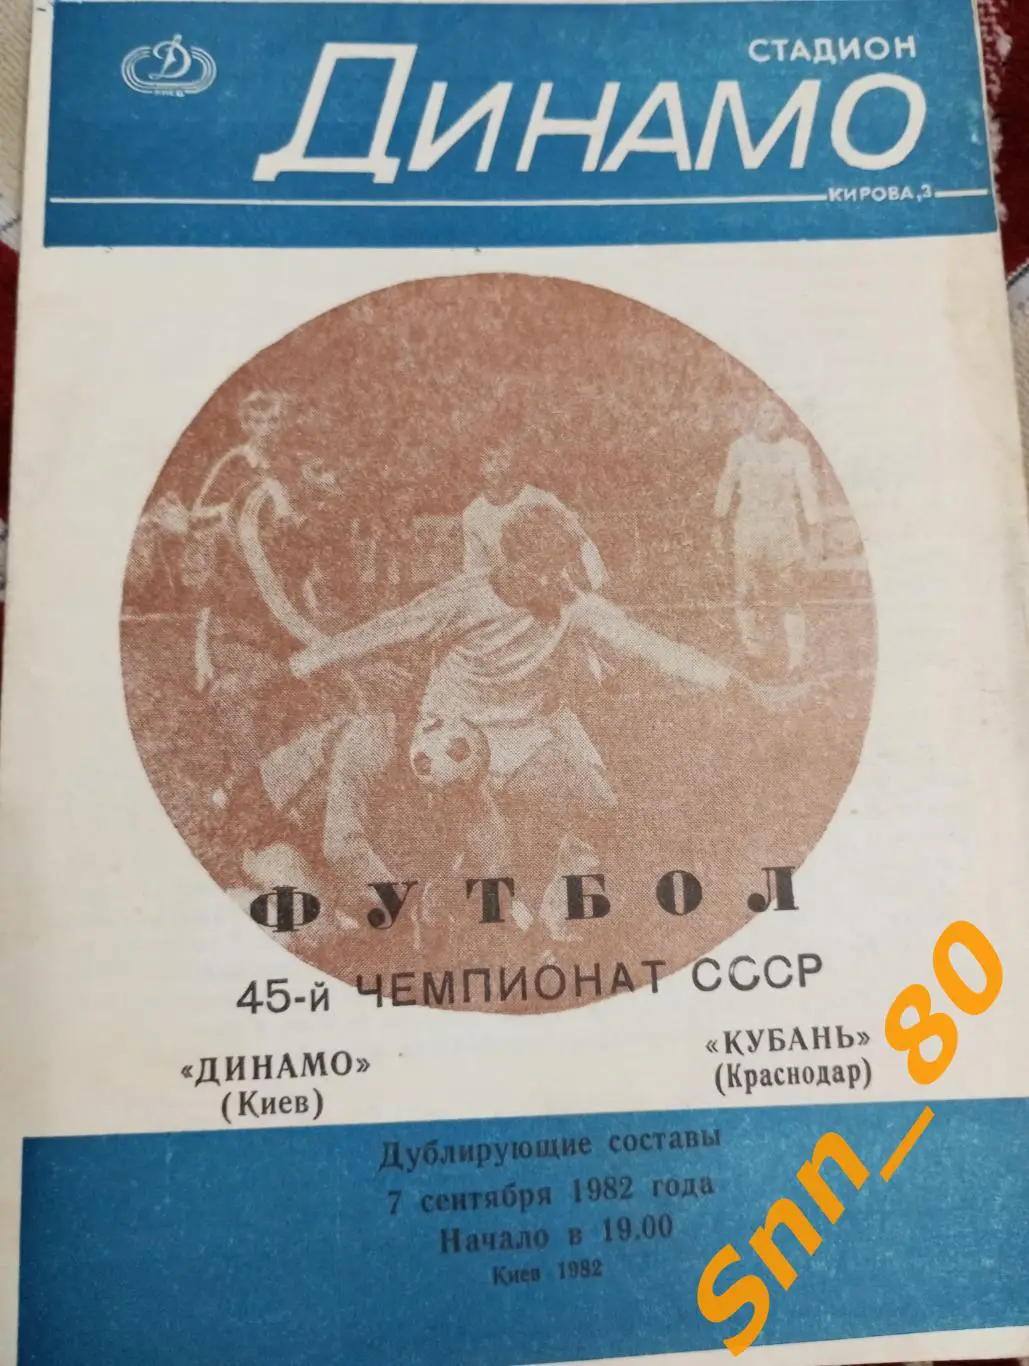 Д
КИЕВ
СТАДИОН
ДИНАМО
КИРОВА,3
ФУТБОЛ
45-й ЧЕМПИОНАТ СССР
«ДИНАМО»
(Киев)
«КУБАНЬ»
(Краснодар)
Дублирующие составы
7 сентября 1982 года
Начало в 19.00
Киев 1982
Snn_80